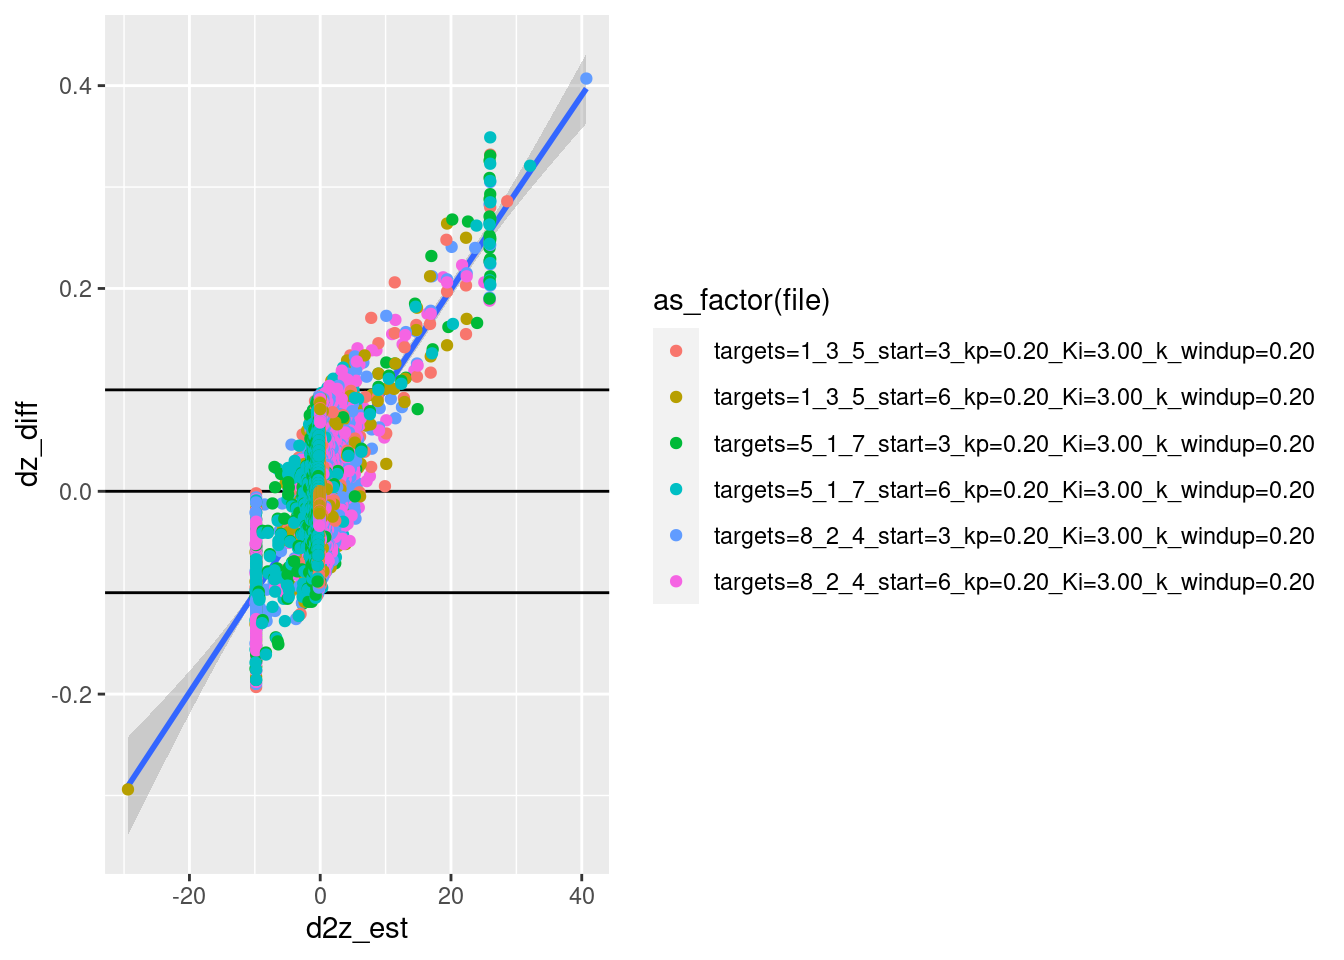 0.4
0.2
0.0
-0.2
dz_diff
-20
0
20
40
d2z_est
as_factor(file)
targets=1_3_5_start=3_kp=0.20_Ki=3.00_k_windup=0.20
targets=1_3_5_start=6_kp=0.20_Ki=3.00_k_windup=0.20
targets=5_1_7_start=3_kp=0.20_Ki=3.00_k_windup=0.20
targets=5_1_7_start=6_kp=0.20_Ki=3.00_k_windup=0.20
targets=8_2_4_start=3_kp=0.20_Ki=3.00_k_windup=0.20
targets=8_2_4_start=6_kp=0.20_Ki=3.00_k_windup=0.20